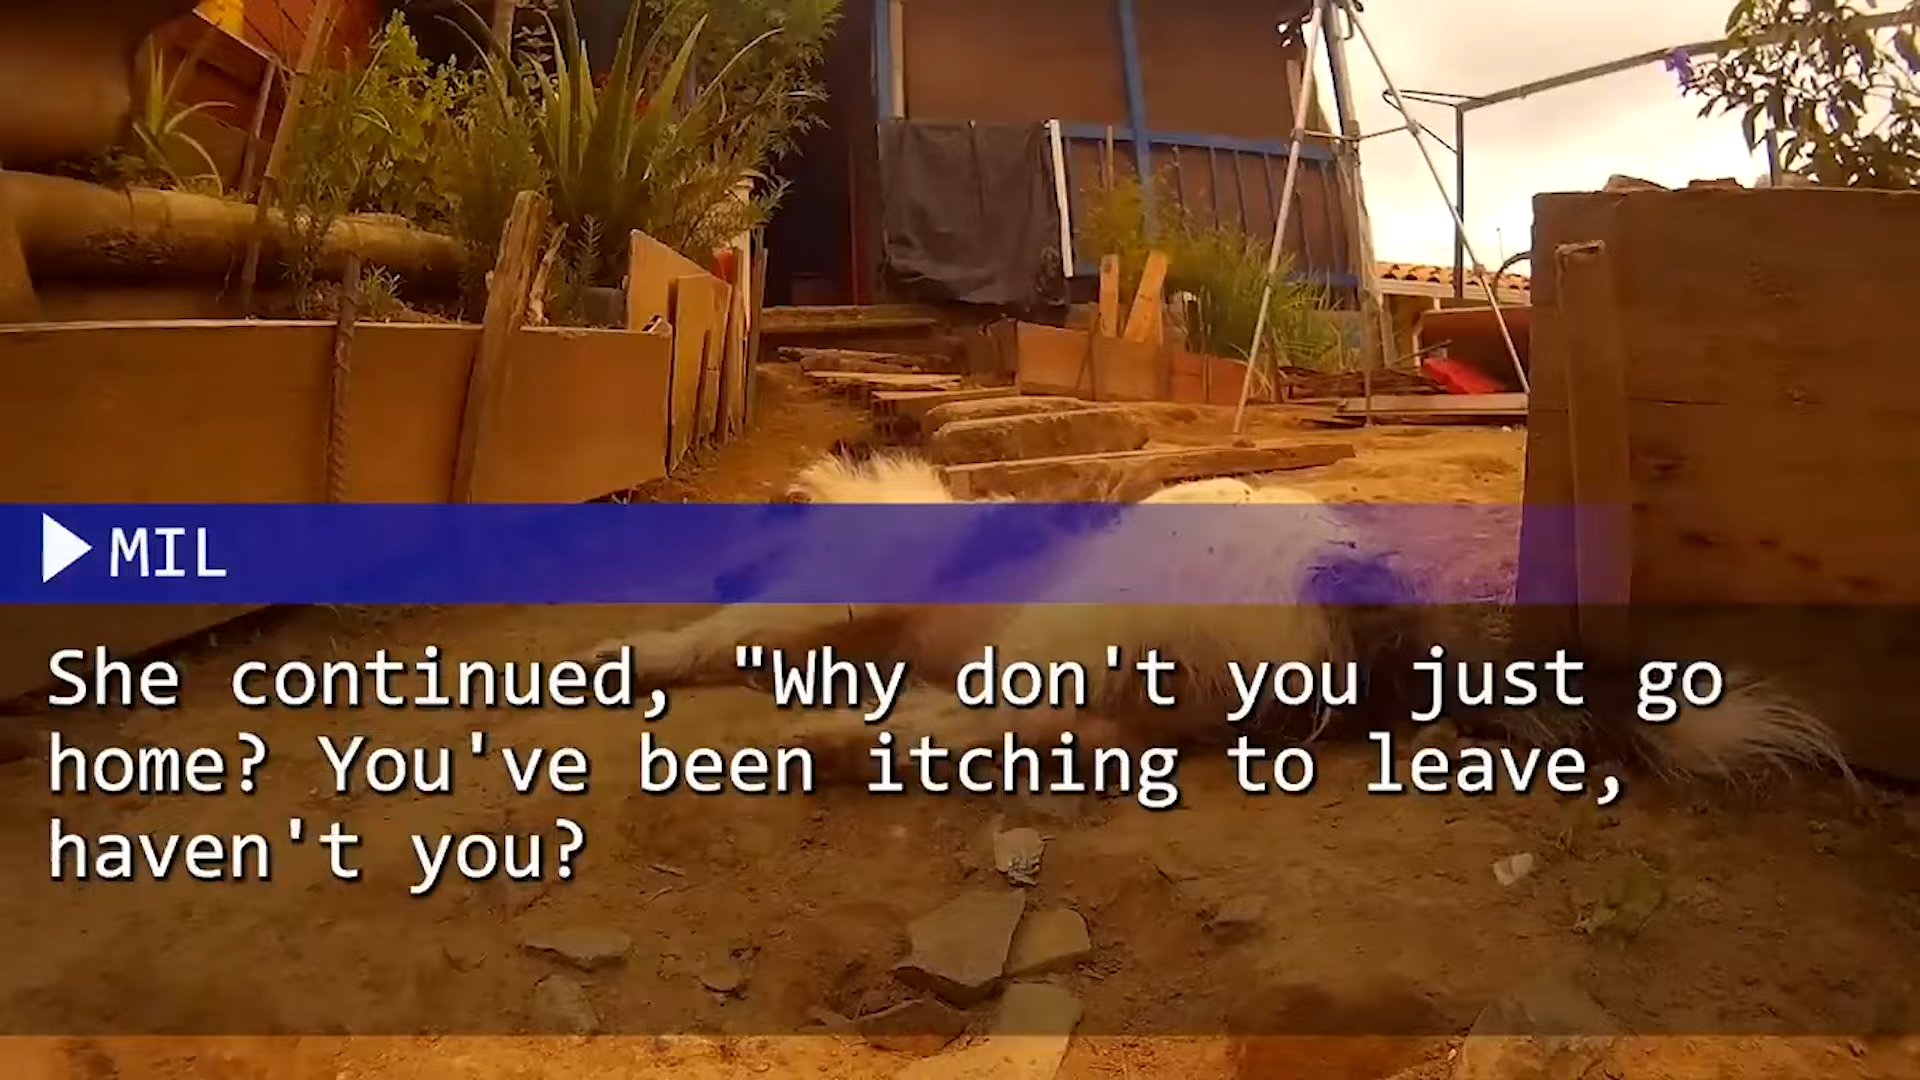 MIL
She continued, "Why don't you just go
home? You've been itching to leave,
haven't you?